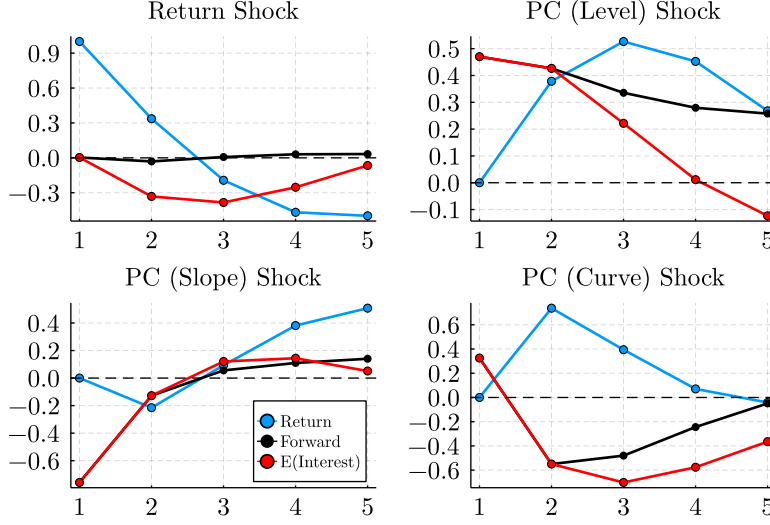 Return Shock
0.9
0.6
0.3
0.0
−0.3
1 2 3 4 5
PC (Level) Shock
0.5
0.4
0.3
0.2
0.1
0.0
−0.1
1 2 3 4 5
PC (Slope) Shock
0.4
0.2
0.0
−0.2
−0.4
−0.6
1 2 3 4 5
Return
Forward
E(Interest)
PC (Curve) Shock
0.6
0.4
0.2
0.0
−0.2
−0.4
−0.6
1 2 3 4 5